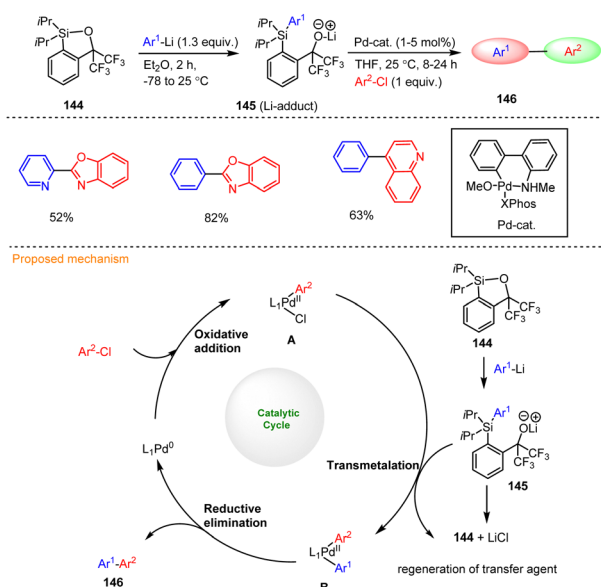 iPr
iPr
Si
O
CF3
CF3
144
Ar1-Li (1.3 equiv.)
Et2O, 2 h,
-78 to 25 °C
iPr
iPr
Ar1
Si
⊖⊕
O-Li
CF3
CF3
145 (Li-adduct)
Pd-cat. (1-5 mol%)
THF, 25 °C, 8-24 h
Ar2-Cl (1 equiv.)
Ar1
Ar2
146
N
O
N
52%
O
N
82%
N
63%
MeO-Pd
NHMe
XPhos
Pd-cat.
Proposed mechanism
Ar2
L1PdII
Cl
A
Oxidative
addition
Ar2-Cl
Catalytic
Cycle
L1Pd0
Reductive
elimination
Ar1-Ar2
146
Transmetalation
Ar2
L1PdII
Ar1
iPr
iPr
Si
O
CF3
CF3
144
Ar1-Li
iPr
iPr
Ar1
Si
⊖⊕
OLi
CF3
CF3
145
144 + LiCl
regeneration of transfer agent